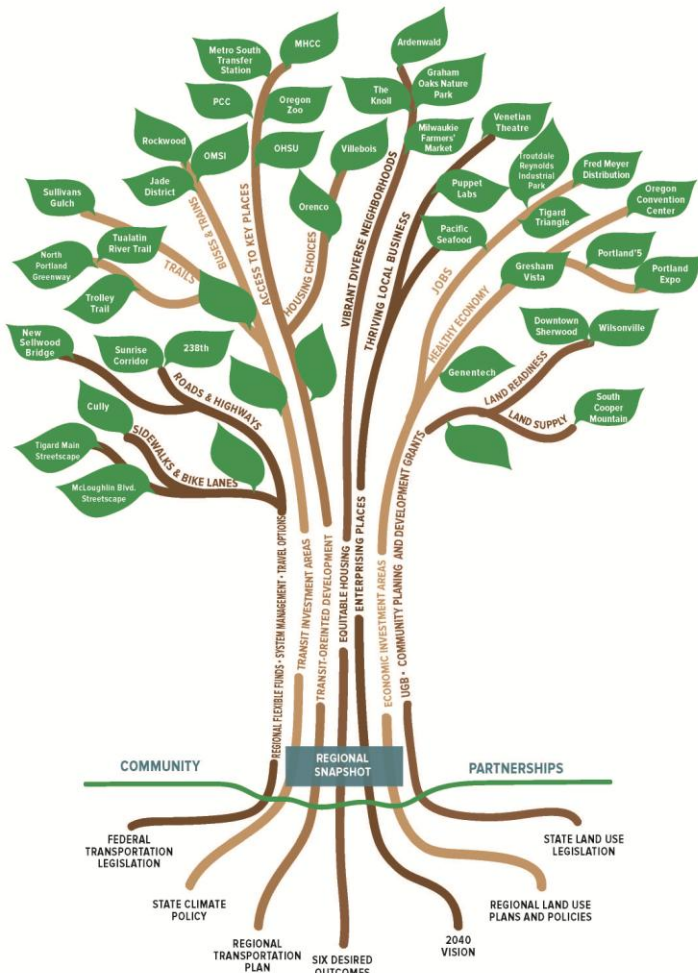 MHCC
Metro South
Transfer
Station
PCC
Oregon
Zoo
OHSU
Rockwood
OMSI
Jade
District
Villebois
Orenco
Ardenwald
The
Knoll
Graham
Oaks Nature
Park
Milwaukie
Farmers'
Market
Venetian
Theatre
Puppet
Labs
Pacific
Seafood
Troutdale
Reynolds
Industrial
Park
Fred Meyer
Distribution
Tigard
Triangle
Oregon
Convention
Center
Gresham
Vista
Portland'5
Portland
Expo
Sullivans
Gulch
Tualatin
River Trail
North
Portland
Greenway
Trolley
Trail
New
Sellwood
Bridge
Sunrise
Corridor
238th
Cully
Tigard Main
Streetscape
McLoughlin Blvd.
Streetscape
Genentech
Downtown
Sherwood
Wilsonville
South
Cooper
Mountain
TRAILS
BUSES & TRAINS
ACCESS TO KEY PLACES
HOUSING CHOICES
VIBRANT DIVERSE NEIGHBORHOODS
THRIVING LOCAL BUSINESS
JOBS
HEALTHY ECONOMY
LAND READINESS
LAND SUPPLY
ROADS & HIGHWAYS
SIDEWALKS & BIKE LANES
REGIONAL FLEXIBLE FUNDS • SYSTEM MANAGEMENT • TRAVEL OPTIONS
TRANSIT INVESTMENT AREAS
TRANSIT-OREINTED DEVELOPMENT
EQUITABLE HOUSING
ENTERPRISING PLACES
ECONOMIC INVESTMENT AREAS
UGB • COMMUNITY PLANING AND DEVELOPMENT GRANTS
COMMUNITY
REGIONAL
SNAPSHOT
PARTNERSHIPS
FEDERAL
TRANSPORTATION
LEGISLATION
STATE CLIMATE
POLICY
REGIONAL
TRANSPORTATION
PLAN
SIX DESIRED
OUTCOMES
2040
VISION
REGIONAL LAND USE
PLANS AND POLICIES
STATE LAND USE
LEGISLATION